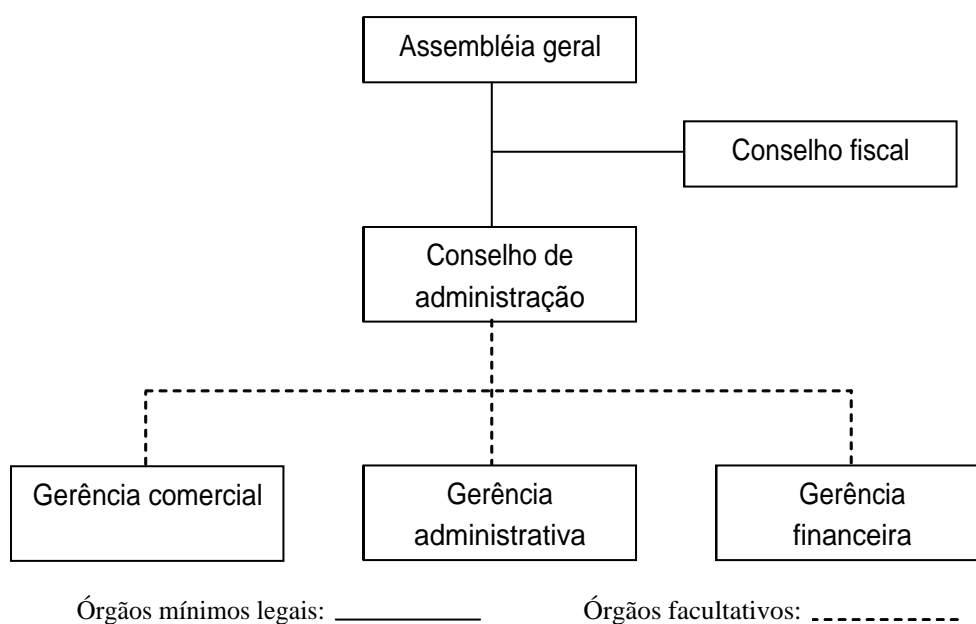 Assembléia geral
Conselho fiscal
Conselho de
administração
Gerência comercial
Gerência
administrativa
Gerência
financeira
Órgãos mínimos legais:
Órgãos facultativos: